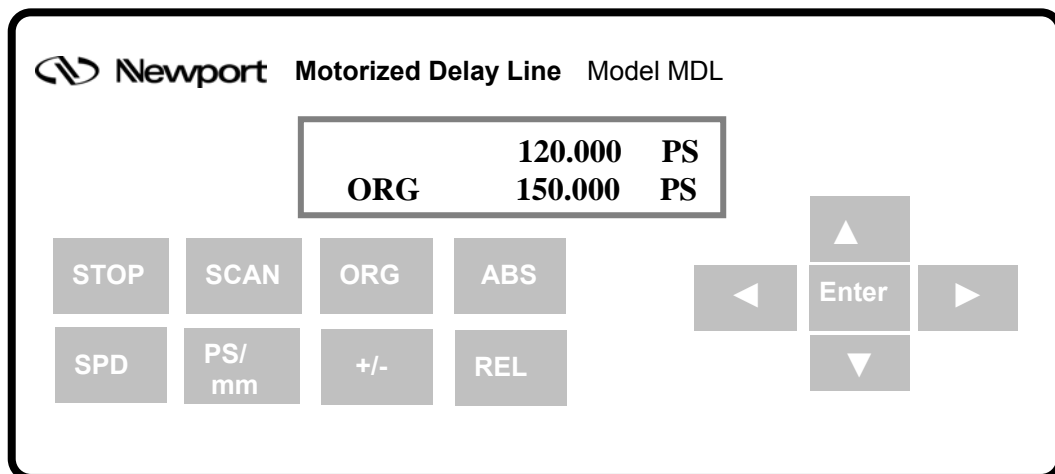 Newport Motorized Delay Line Model MDL
120.000 PS
ORG 150.000 PS
STOP SCAN ORG ABS
◄ Enter ►
▲
SPD PS/
mm +/- REL
▼